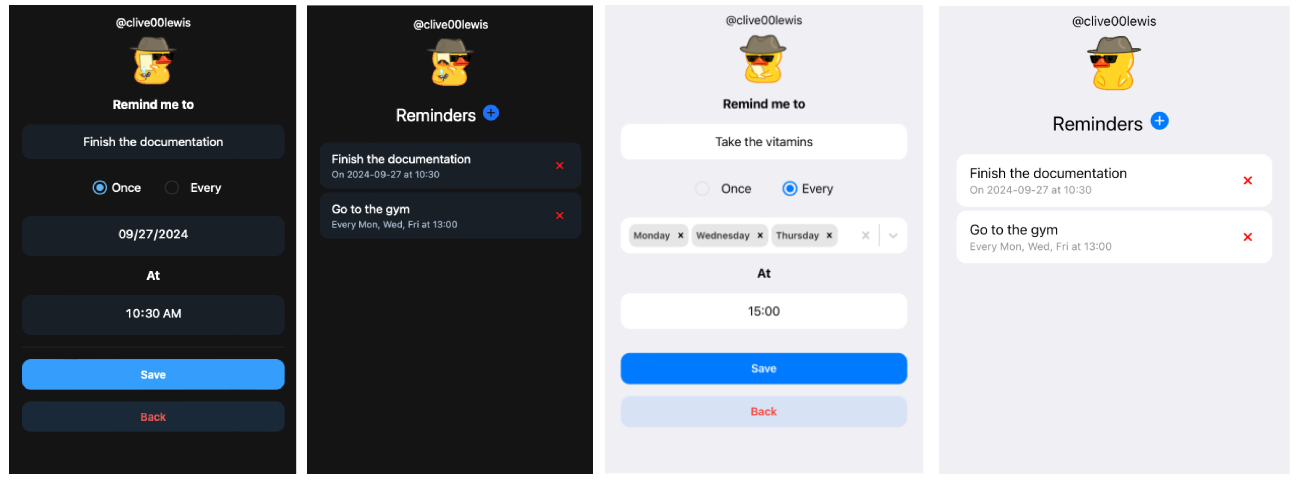 @clive00lewis
Remind me to
Finish the documentation
Once Every
09/27/2024
At
10:30 AM
Save
Back
@clive00lewis
Reminders +
Finish the documentation ×
On 2024-09-27 at 10:30
Go to the gym ×
Every Mon, Wed, Fri at 13:00
@clive00lewis
Remind me to
Take the vitamins
Once Every
Monday × Wednesday × Thursday × ×
At
15:00
Save
Back
@clive00lewis
Reminders +
Finish the documentation ×
On 2024-09-27 at 10:30
Go to the gym ×
Every Mon, Wed, Fri at 13:00